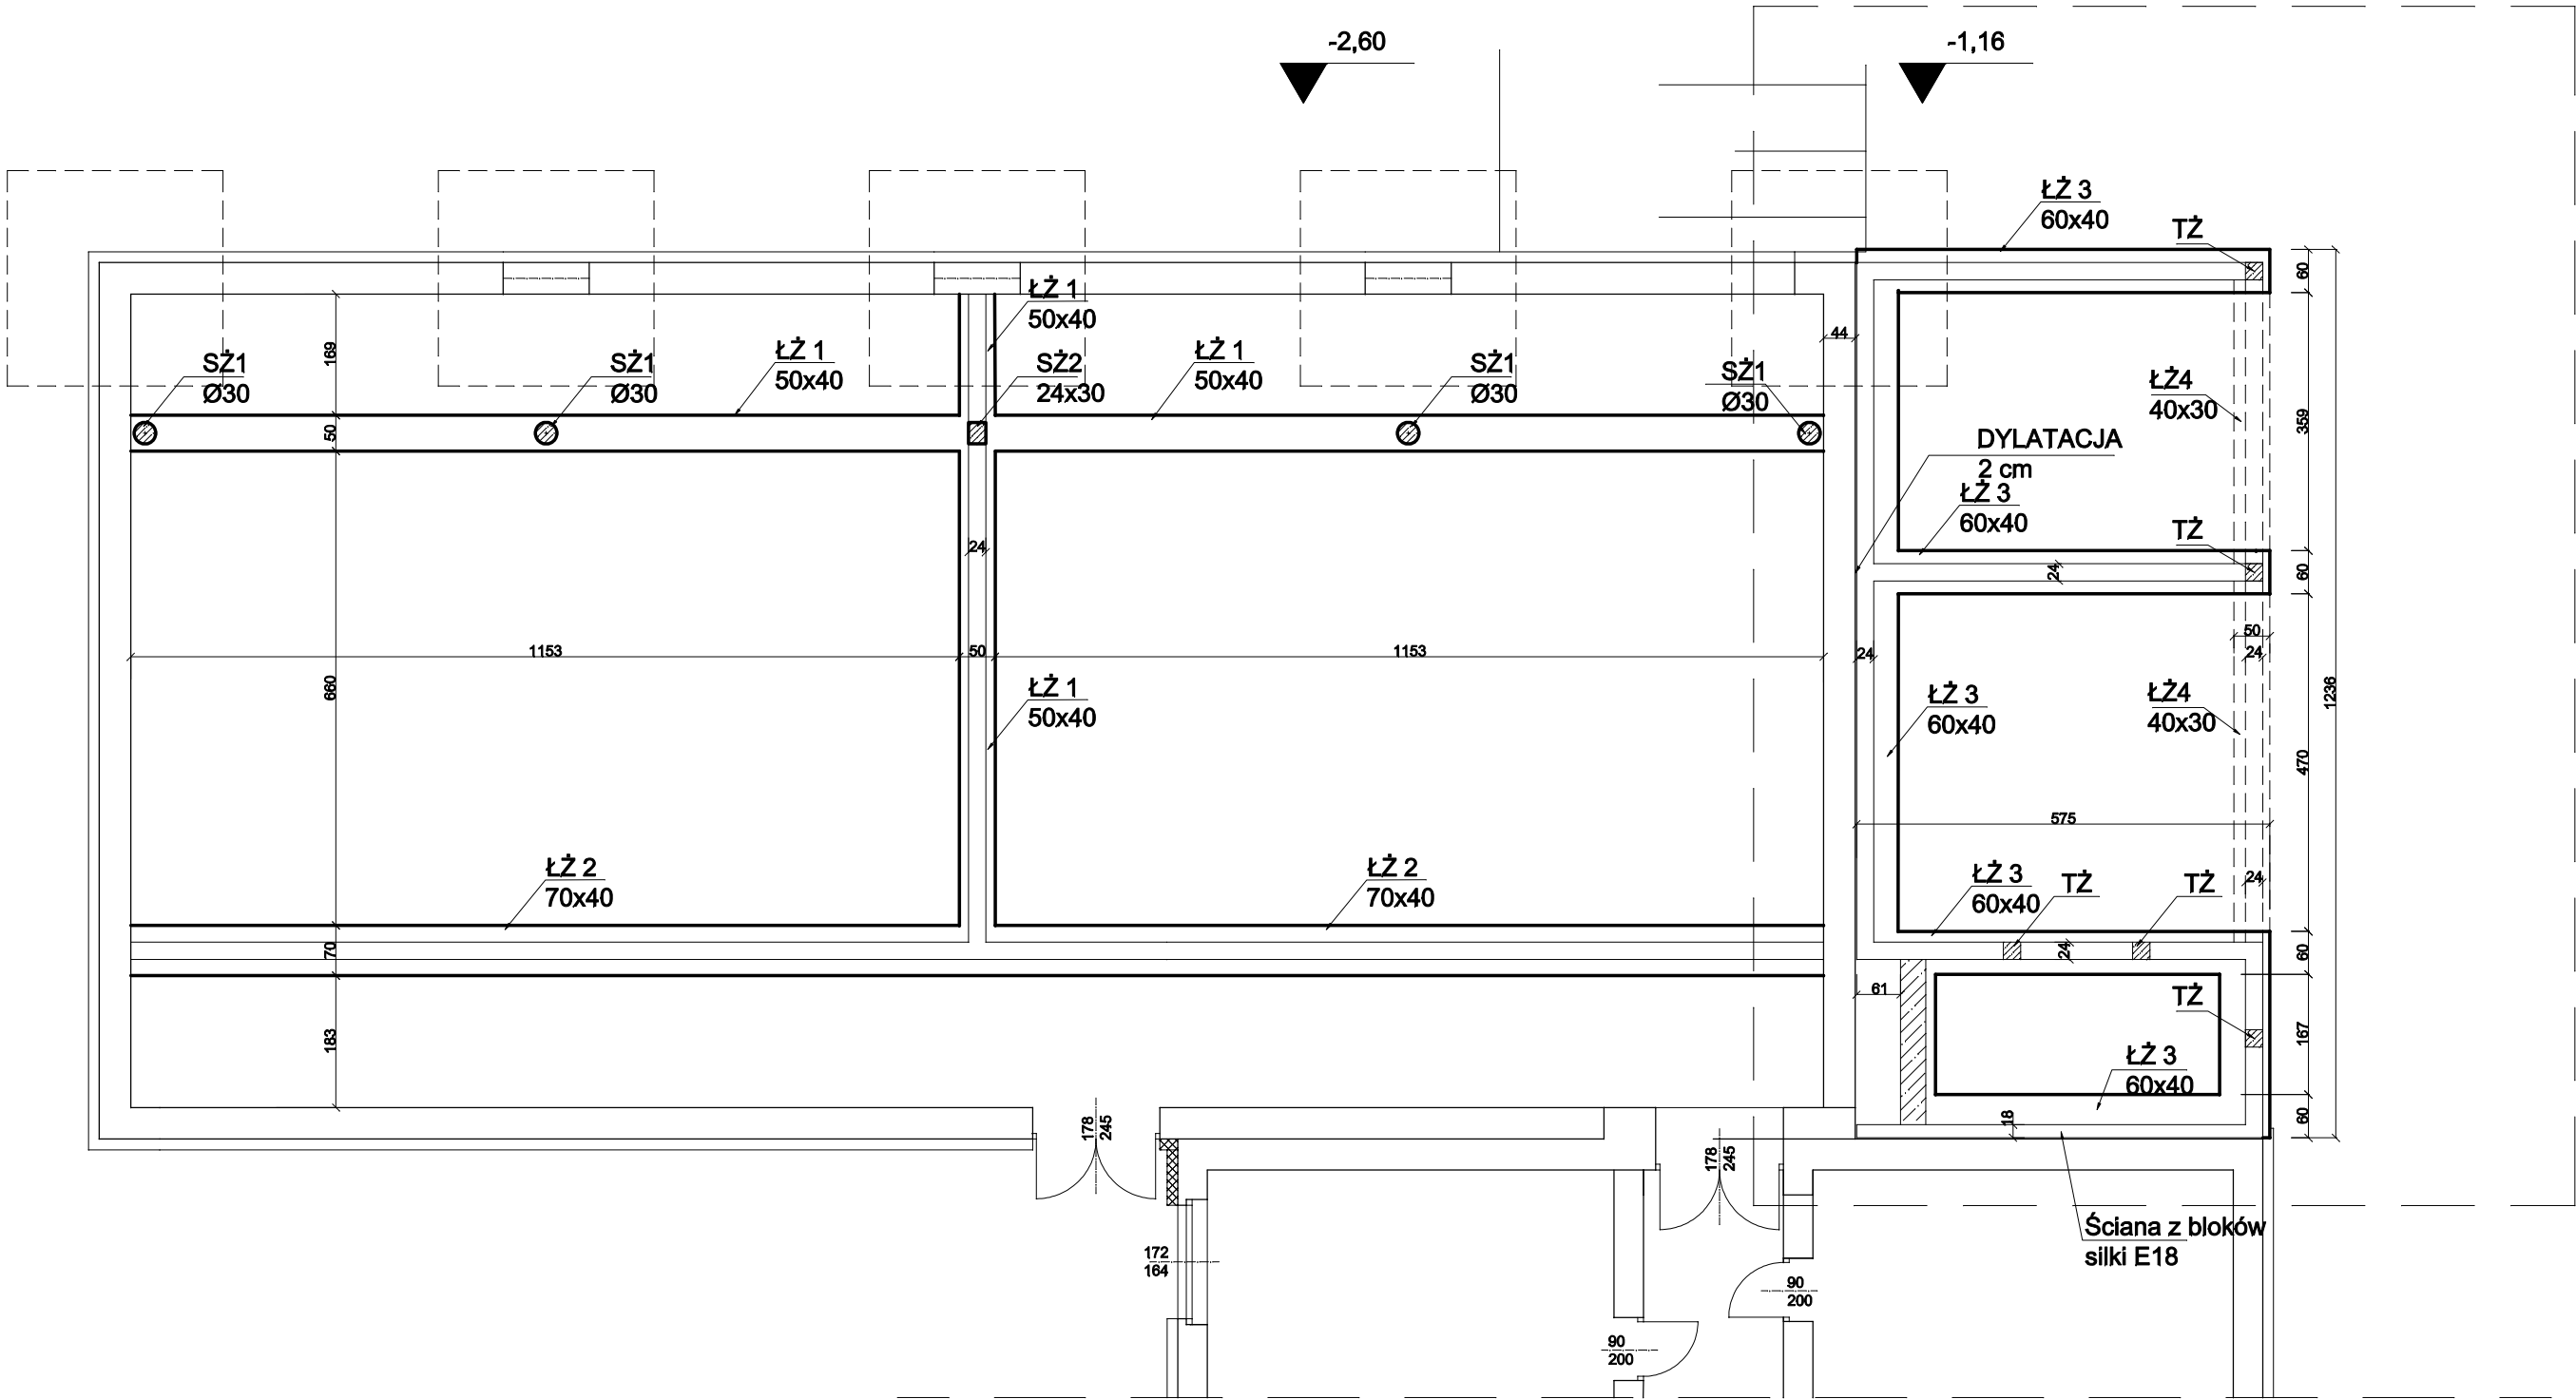 -2,60
-1,16
ŁŻ 3
60x40
TŻ
60
ŁŻ 1
50x40
44
169
SŻ1
Ø30
SŻ1
Ø30
ŁŻ 1
50x40
SŻ2
24x30
ŁŻ 1
50x40
SŻ1
Ø30
SŻ1
Ø30
ŁŻ4
40x30
359
50
DYLATACJA
2 cm
ŁŻ 3
60x40
TŻ
24
24
60
1153
50
1153
24
50
24
660
ŁŻ 1
50x40
ŁŻ 3
60x40
ŁŻ4
40x30
1236
470
575
ŁŻ 2
70x40
ŁŻ 2
70x40
ŁŻ 3
60x40
TŻ
TŻ
24
70
24
60
61
TŻ
183
167
ŁŻ 3
60x40
178
245
18
60
178
245
Ściana z bloków
silki E18
172
164
90
200
90
200